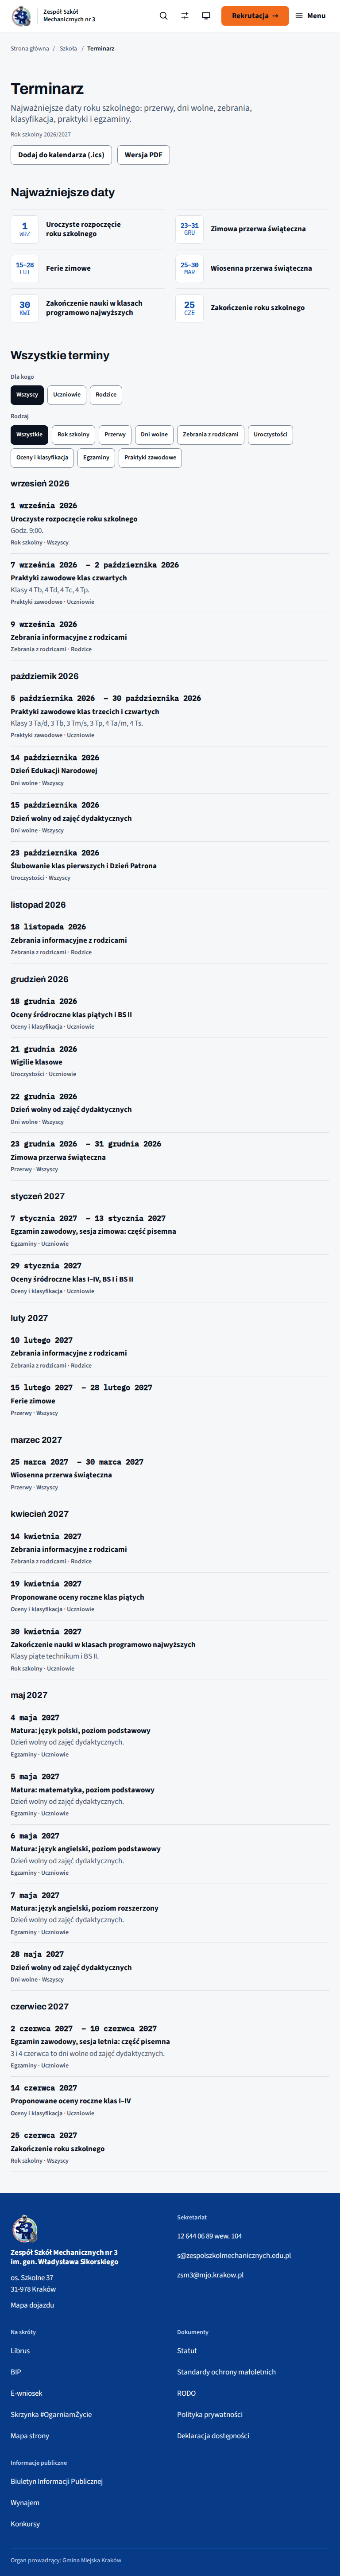 Zespół Szkół
Mechanicznych nr 3
Rekrutacja →
Menu
Strona główna / Szkoła / Terminarz
Terminarz
Najważniejsze daty roku szkolnego: przerwy, dni wolne, zebrania,
klasyfikacja, praktyki i egzaminy.
Rok szkolny 2026/2027
Dodaj do kalendarza (.ics)
Wersja PDF
Najważniejsze daty
1
WRZ
Uroczyste rozpoczęcie
roku szkolnego
23–31
GRU
Zimowa przerwa świąteczna
15–28
LUT
Ferie zimowe
25–30
MAR
Wiosenna przerwa świąteczna
30
KWI
Zakończenie nauki w klasach
programowo najwyższych
25
CZE
Zakończenie roku szkolnego
Wszystkie terminy
Dla kogo
Wszyscy
Uczniowie
Rodzice
Rodzaj
Wszystkie
Rok szkolny
Przerwy
Dni wolne
Zebrania z rodzicami
Uroczystości
Oceny i klasyfikacja
Egzaminy
Praktyki zawodowe
wrzesień 2026
1 września 2026
Uroczyste rozpoczęcie roku szkolnego
Godz. 9:00.
Rok szkolny · Wszyscy
7 września 2026 – 2 października 2026
Praktyki zawodowe klas czwartych
Klasy 4 Tb, 4 Td, 4 Tc, 4 Tp.
Praktyki zawodowe · Uczniowie
9 września 2026
Zebrania informacyjne z rodzicami
Zebrania z rodzicami · Rodzice
październik 2026
5 października 2026 – 30 października 2026
Praktyki zawodowe klas trzecich i czwartych
Klasy 3 Ta/d, 3 Tb, 3 Tm/s, 3 Tp, 4 Ta/m, 4 Ts.
Praktyki zawodowe · Uczniowie
14 października 2026
Dzień Edukacji Narodowej
Dni wolne · Wszyscy
15 października 2026
Dzień wolny od zajęć dydaktycznych
Dni wolne · Wszyscy
23 października 2026
Ślubowanie klas pierwszych i Dzień Patrona
Uroczystości · Wszyscy
listopad 2026
18 listopada 2026
Zebrania informacyjne z rodzicami
Zebrania z rodzicami · Rodzice
grudzień 2026
18 grudnia 2026
Oceny śródroczne klas piątych i BS II
Oceny i klasyfikacja · Uczniowie
21 grudnia 2026
Wigilie klasowe
Uroczystości · Uczniowie
22 grudnia 2026
Dzień wolny od zajęć dydaktycznych
Dni wolne · Wszyscy
23 grudnia 2026 – 31 grudnia 2026
Zimowa przerwa świąteczna
Przerwy · Wszyscy
styczeń 2027
7 stycznia 2027 – 13 stycznia 2027
Egzamin zawodowy, sesja zimowa: część pisemna
Egzaminy · Uczniowie
29 stycznia 2027
Oceny śródroczne klas I–IV, BS I i BS II
Oceny i klasyfikacja · Uczniowie
luty 2027
10 lutego 2027
Zebrania informacyjne z rodzicami
Zebrania z rodzicami · Rodzice
15 lutego 2027 – 28 lutego 2027
Ferie zimowe
Przerwy · Wszyscy
marzec 2027
25 marca 2027 – 30 marca 2027
Wiosenna przerwa świąteczna
Przerwy · Wszyscy
kwiecień 2027
14 kwietnia 2027
Zebrania informacyjne z rodzicami
Zebrania z rodzicami · Rodzice
19 kwietnia 2027
Proponowane oceny roczne klas piątych
Oceny i klasyfikacja · Uczniowie
30 kwietnia 2027
Zakończenie nauki w klasach programowo najwyższych
Klasy piąte technikum i BS II.
Rok szkolny · Uczniowie
maj 2027
4 maja 2027
Matura: język polski, poziom podstawowy
Dzień wolny od zajęć dydaktycznych.
Egzaminy · Uczniowie
5 maja 2027
Matura: matematyka, poziom podstawowy
Dzień wolny od zajęć dydaktycznych.
Egzaminy · Uczniowie
6 maja 2027
Matura: język angielski, poziom podstawowy
Dzień wolny od zajęć dydaktycznych.
Egzaminy · Uczniowie
7 maja 2027
Matura: język angielski, poziom rozszerzony
Dzień wolny od zajęć dydaktycznych.
Egzaminy · Uczniowie
28 maja 2027
Dzień wolny od zajęć dydaktycznych
Dni wolne · Wszyscy
czerwiec 2027
2 czerwca 2027 – 10 czerwca 2027
Egzamin zawodowy, sesja letnia: część pisemna
3 i 4 czerwca to dni wolne od zajęć dydaktycznych.
Egzaminy · Uczniowie
14 czerwca 2027
Proponowane oceny roczne klas I–IV
Oceny i klasyfikacja · Uczniowie
25 czerwca 2027
Zakończenie roku szkolnego
Rok szkolny · Wszyscy
Zespół Szkół Mechanicznych nr 3
im. gen. Władysława Sikorskiego
os. Szkolne 37
31-978 Kraków
Mapa dojazdu
Sekretariat
12 644 06 89 wew. 104
s@zespolszkolmechanicznych.edu.pl
zsm3@mjo.krakow.pl
Na skróty
Librus
BIP
E-wniosek
Skrzynka #OgarniamŻycie
Mapa strony
Dokumenty
Statut
Standardy ochrony małoletnich
RODO
Polityka prywatności
Deklaracja dostępności
Informacje publiczne
Biuletyn Informacji Publicznej
Wynajem
Konkursy
Organ prowadzący: Gmina Miejska Kraków